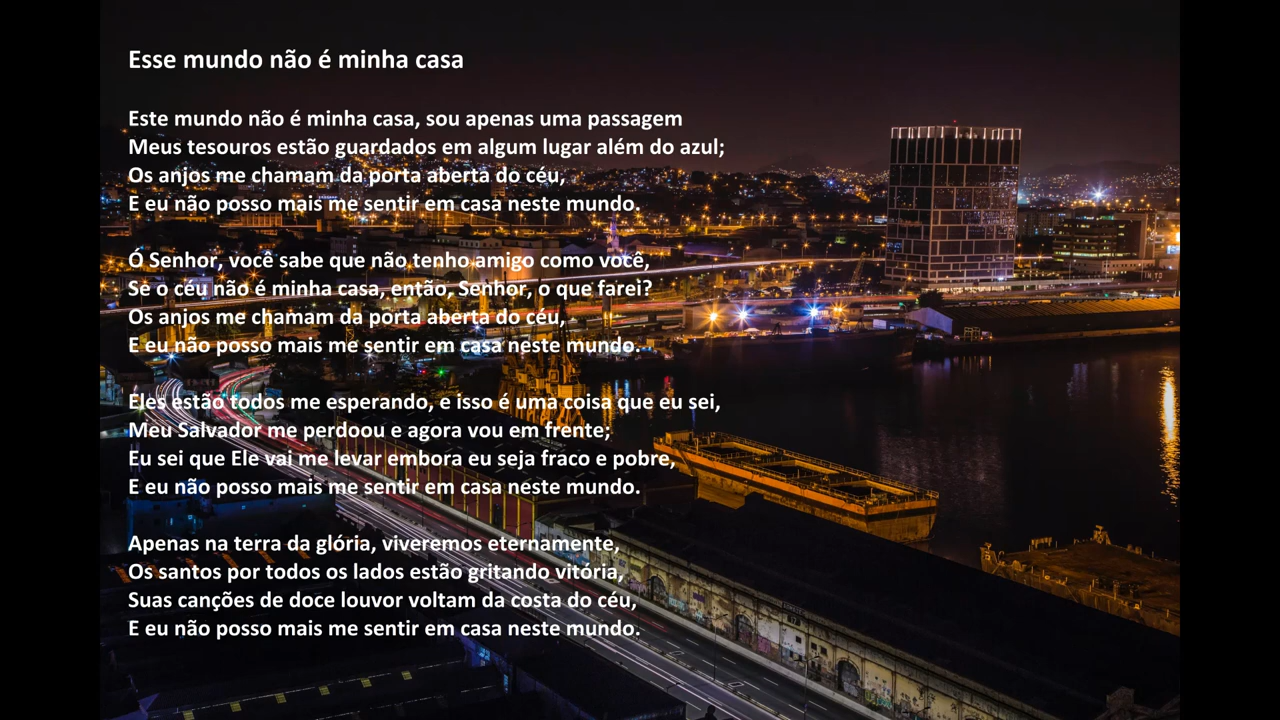 Esse mundo não é minha casa
Este mundo não é minha casa, sou apenas uma passagem
Meus tesouros estão guardados em algum lugar além do azul;
Os anjos me chamam da porta aberta do céu,
E eu não posso mais me sentir em casa neste mundo.
Ó Senhor, você sabe que não tenho amigo como você,
Se o céu não é minha casa, então, Senhor, o que farei?
Os anjos me chamam da porta aberta do céu,
E eu não posso mais me sentir em casa neste mundo.
Eles estão todos me esperando, e isso é uma coisa que eu sei,
Meu Salvador me perdoou e agora vou em frente;
Eu sei que Ele vai me levar embora eu seja fraco e pobre,
E eu não posso mais me sentir em casa neste mundo.
Apenas na terra da glória, viveremos eternamente,
Os santos por todos os lados estão gritando vitória,
Suas canções de doce louvor voltam da costa do céu,
E eu não posso mais me sentir em casa neste mundo.